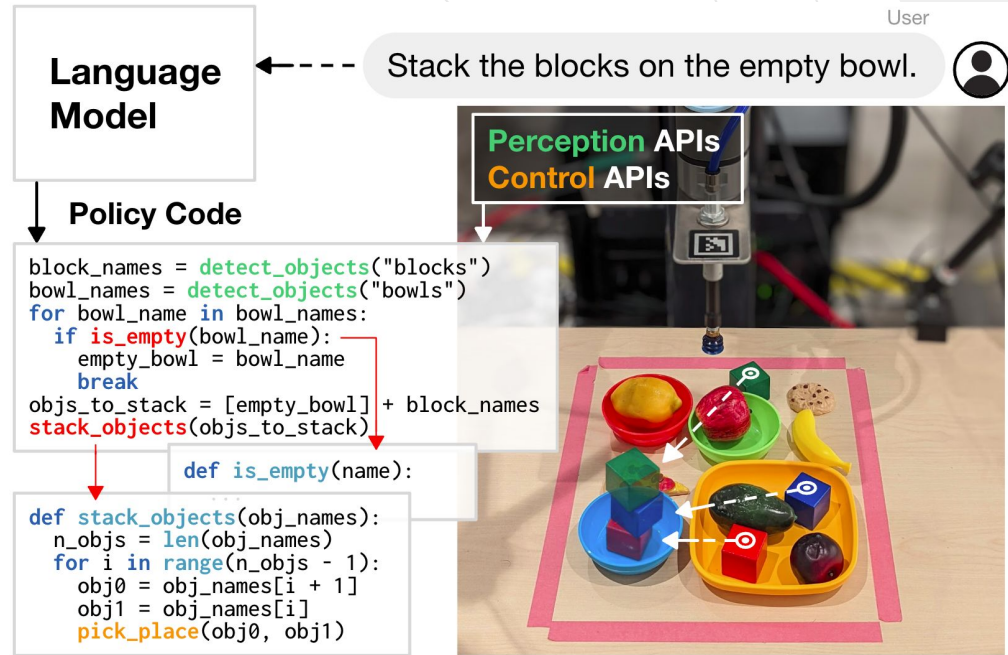 User
Stack the blocks on the empty bowl.
Language
Model
Perception APIs
Control APIs
Policy Code
block_names = detect_objects("blocks")
bowl_names = detect_objects("bowls")
for bowl_name in bowl_names:
  if is_empty(bowl_name):
    empty_bowl = bowl_name
    break
objs_to_stack = [empty_bowl] + block_names
stack_objects(objs_to_stack)
def is_empty(name):
...
def stack_objects(obj_names):
  n_objs = len(obj_names)
  for i in range(n_objs - 1):
    obj0 = obj_names[i + 1]
    obj1 = obj_names[i]
    pick_place(obj0, obj1)